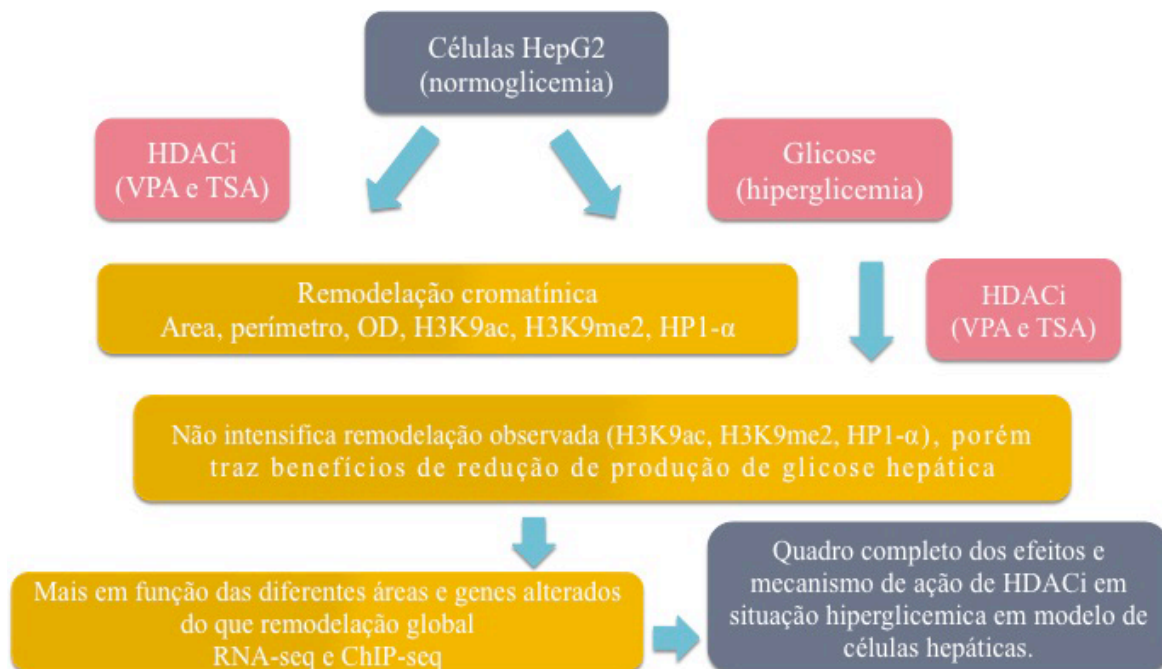 Células HepG2
(normoglicemia)
HDACi
(VPA e TSA)
Glicose
(hiperglicemia)
Remodelação cromatínica
Area, perímetro, OD, H3K9ac, H3K9me2, HP1-α
HDACi
(VPA e TSA)
Não intensifica remodelação observada (H3K9ac, H3K9me2, HP1-α), porém
traz benefícios de redução de produção de glicose hepática
Mais em função das diferentes áreas e genes alterados
do que remodelação global
RNA-seq e ChIP-seq
Quadro completo dos efeitos e
mecanismo de ação de HDACi em
situação hiperglicemica em modelo de
células hepáticas.